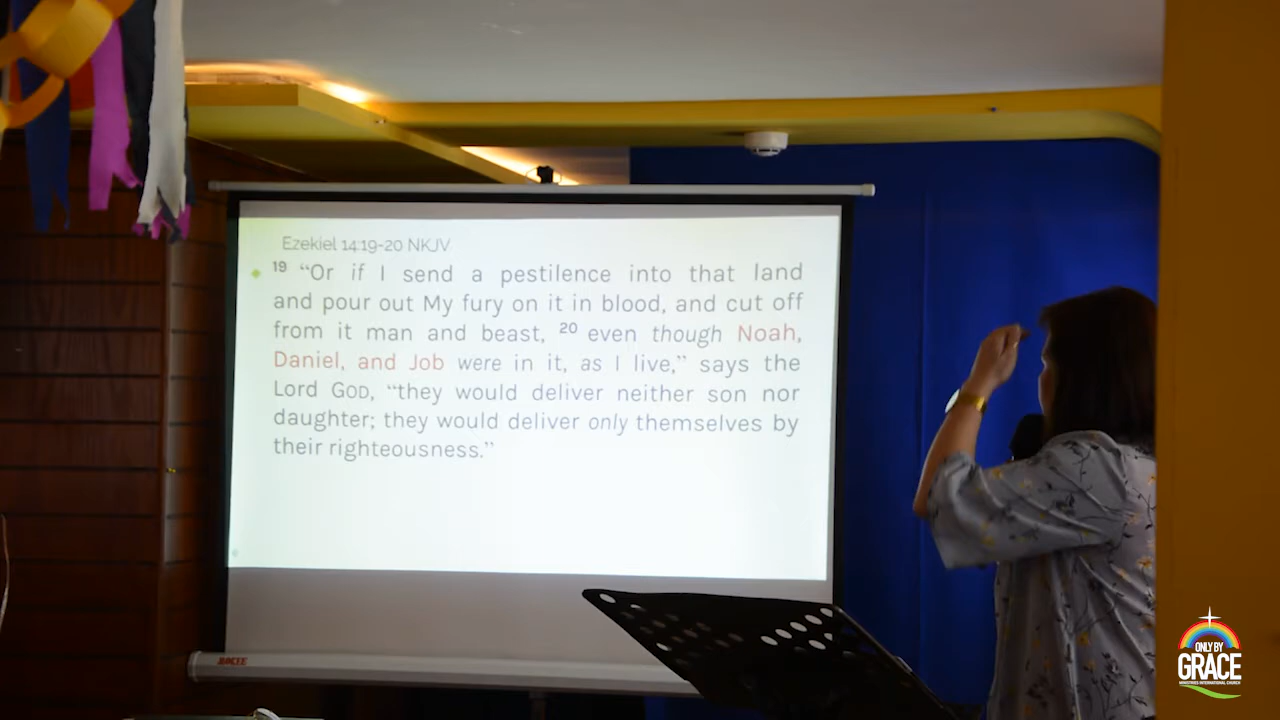 Ezekiel 14:19-20 NKJV
19 “Or if I send a pestilence into that land
and pour out My fury on it in blood, and cut off
from it man and beast, 20 even though Noah,
Daniel, and Job were in it, as I live,” says the
Lord GOD, “they would deliver neither son nor
daughter; they would deliver only themselves by
their righteousness.”
ONLY BY
GRACE
MINISTRIES INTERNATIONAL CHURCH